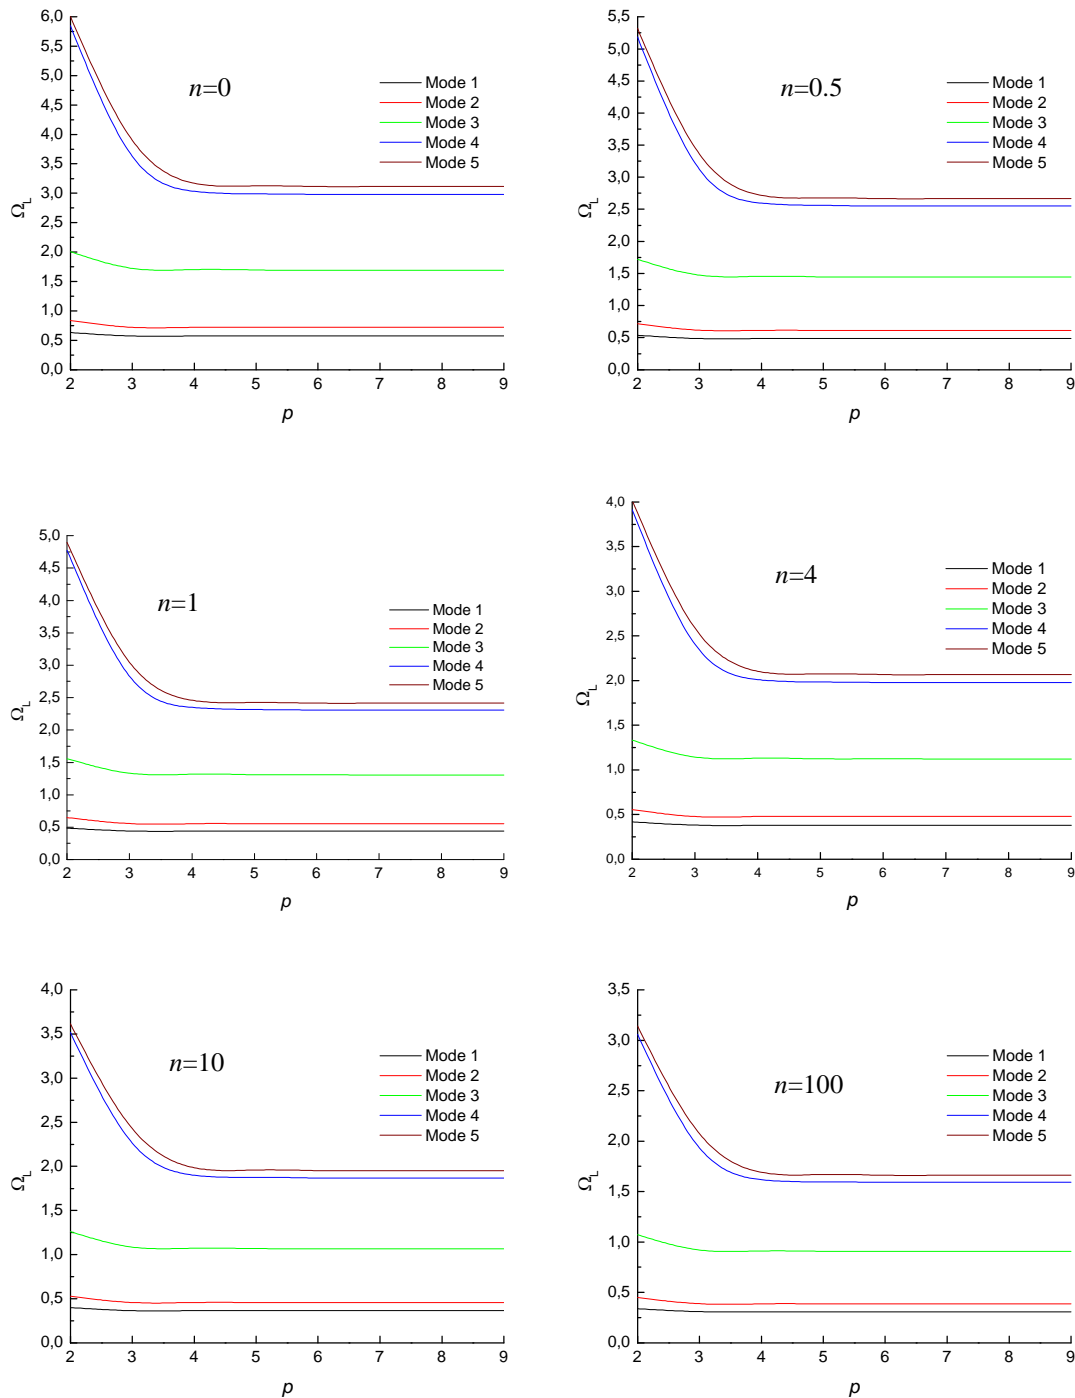 6,0
5,5
5,0
4,5
4,0
3,5
3,0
2,5
2,0
1,5
1,0
0,5
0,0
Ω_L
n=0
Mode 1
Mode 2
Mode 3
Mode 4
Mode 5
2 3 4 5 6 7 8 9
p
5,5
5,0
4,5
4,0
3,5
3,0
2,5
2,0
1,5
1,0
0,5
0,0
Ω_L
n=0.5
Mode 1
Mode 2
Mode 3
Mode 4
Mode 5
2 3 4 5 6 7 8 9
p
5,0
4,5
4,0
3,5
3,0
2,5
2,0
1,5
1,0
0,5
0,0
Ω_L
n=1
Mode 1
Mode 2
Mode 3
Mode 4
Mode 5
2 3 4 5 6 7 8 9
p
4,0
3,5
3,0
2,5
2,0
1,5
1,0
0,5
0,0
Ω_L
n=4
Mode 1
Mode 2
Mode 3
Mode 4
Mode 5
2 3 4 5 6 7 8 9
p
4,0
3,5
3,0
2,5
2,0
1,5
1,0
0,5
0,0
Ω_L
n=10
Mode 1
Mode 2
Mode 3
Mode 4
Mode 5
2 3 4 5 6 7 8 9
p
3,5
3,0
2,5
2,0
1,5
1,0
0,5
0,0
Ω_L
n=100
Mode 1
Mode 2
Mode 3
Mode 4
Mode 5
2 3 4 5 6 7 8 9
p